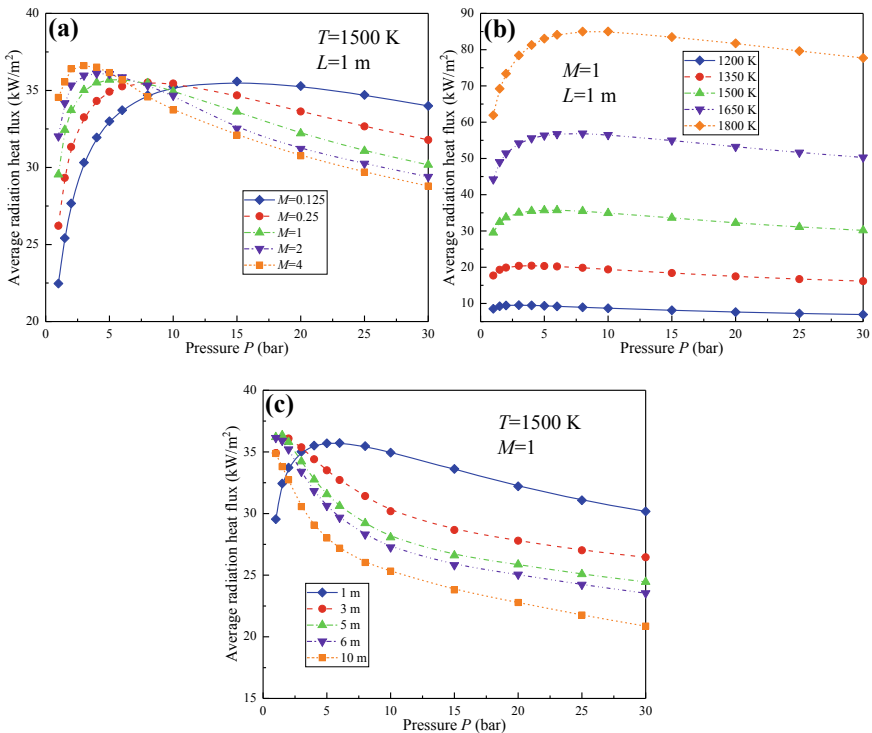 (a)
T=1500 K
L=1 m
Average radiation heat flux (kW/m²)
40
35
30
25
20
M=0.125
M=0.25
M=1
M=2
M=4
0 5 10 15 20 25 30
Pressure P (bar)
(b)
M=1
L=1 m
Average radiation heat flux (kW/m²)
90
80
70
60
50
40
30
20
10
1200 K
1350 K
1500 K
1650 K
1800 K
0 5 10 15 20 25 30
Pressure P (bar)
(c)
T=1500 K
M=1
Average radiation heat flux (kW/m²)
40
35
30
25
20
15
1 m
3 m
5 m
6 m
10 m
0 5 10 15 20 25 30
Pressure P (bar)